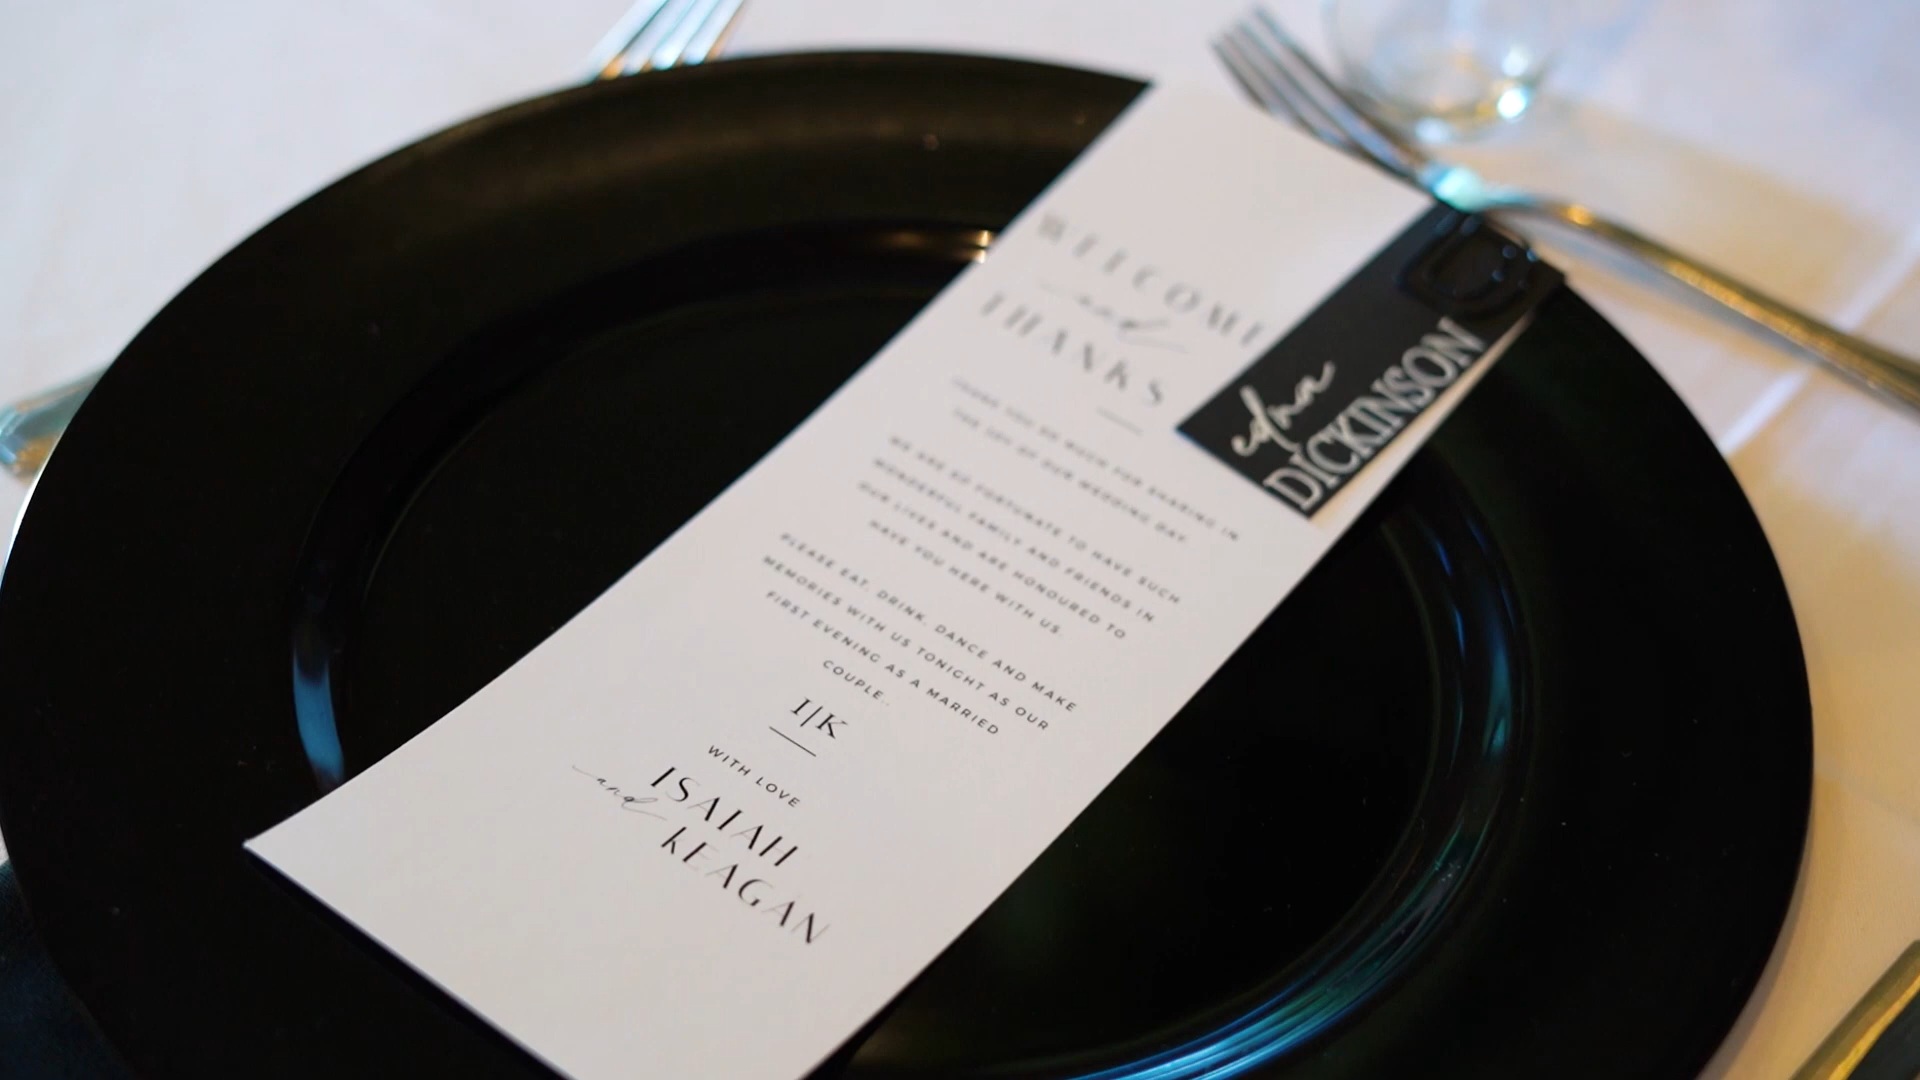 WELCOME
and
THANKS
THANK YOU SO MUCH FOR SHARING IN
THE JOY OF OUR WEDDING DAY.
WE ARE SO FORTUNATE TO HAVE SUCH
WONDERFUL FAMILY AND FRIENDS IN
OUR LIVES AND ARE HONOURED TO
HAVE YOU HERE WITH US.
PLEASE EAT, DRINK, DANCE AND MAKE
MEMORIES WITH US TONIGHT AS OUR
FIRST EVENING AS A MARRIED
COUPLE..
I|K
WITH LOVE
ISAIAH
and
KEAGAN
edna
DICKINSON